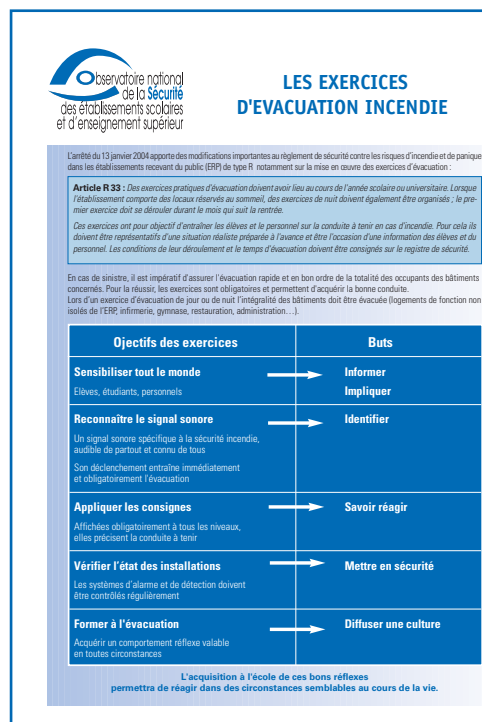 Observatoire national
de la Sécurité
des établissements scolaires
et d'enseignement supérieur
LES EXERCICES
D'EVACUATION INCENDIE
L'arrêté du 13 janvier 2004 apporte des modifications importantes au règlement de sécurité contre les risques d'incendie et de panique
dans les établissements recevant du public (ERP) de type R notamment sur la mise en œuvre des exercices d'évacuation :
Article R 33 : Des exercices pratiques d'évacuation doivent avoir lieu au cours de l'année scolaire ou universitaire. Lorsque
l'établissement comporte des locaux réservés au sommeil, des exercices de nuit doivent également être organisés ; le pre-
mier exercice doit se dérouler durant le mois qui suit la rentrée.
Ces exercices ont pour objectif d'entraîner les élèves et le personnel sur la conduite à tenir en cas d'incendie. Pour cela ils
doivent être représentatifs d'une situation réaliste préparée à l'avance et être l'occasion d'une information des élèves et du
personnel. Les conditions de leur déroulement et le temps d'évacuation doivent être consignés sur le registre de sécurité.
En cas de sinistre, il est impératif d'assurer l'évacuation rapide et en bon ordre de la totalité des occupants des bâtiments
concernés. Pour la réussir, les exercices sont obligatoires et permettent d'acquérir la bonne conduite.
Lors d'un exercice d'évacuation de jour ou de nuit l'intégralité des bâtiments doit être évacuée (logements de fonction non
isolés de l'ERP, infirmerie, gymnase, restauration, administration…).
Ojectifs des exercices
Buts
Sensibiliser tout le monde
Informer
Elèves, étudiants, personnels
Impliquer
Reconnaître le signal sonore
Identifier
Un signal sonore spécifique à la sécurité incendie,
audible de partout et connu de tous
Son déclenchement entraîne immédiatement
et obligatoirement l'évacuation
Appliquer les consignes
Savoir réagir
Affichées obligatoirement à tous les niveaux,
elles précisent la conduite à tenir
Vérifier l'état des installations
Mettre en sécurité
Les systèmes d'alarme et de détection doivent
être contrôlés régulièrement
Former à l'évacuation
Diffuser une culture
Acquérir un comportement réflexe valable
en toutes circonstances
L'acquisition à l'école de ces bons réflexes
permettra de réagir dans des circonstances semblables au cours de la vie.